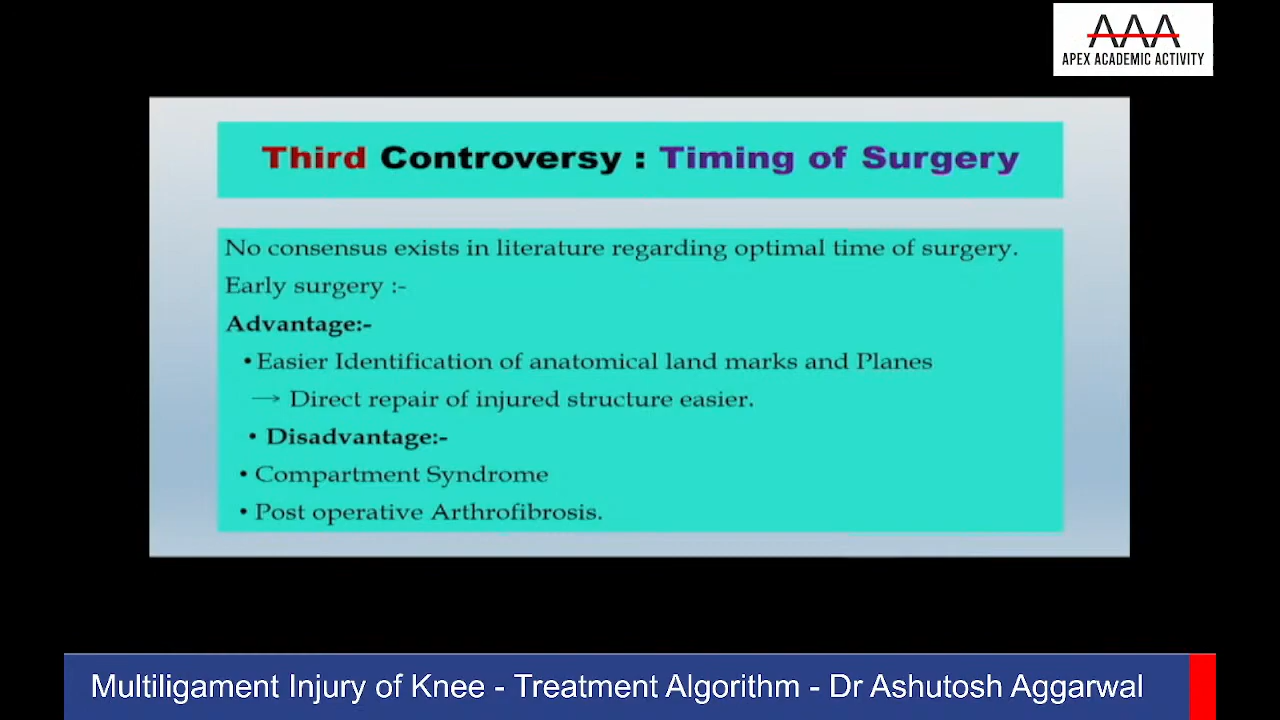 AAA
APEX ACADEMIC ACTIVITY
Third Controversy : Timing of Surgery
No consensus exists in literature regarding optimal time of surgery.
Early surgery :-
Advantage:-
• Easier Identification of anatomical land marks and Planes
→ Direct repair of injured structure easier.
• Disadvantage:-
• Compartment Syndrome
• Post operative Arthrofibrosis.
Multiligament Injury of Knee - Treatment Algorithm - Dr Ashutosh Aggarwal